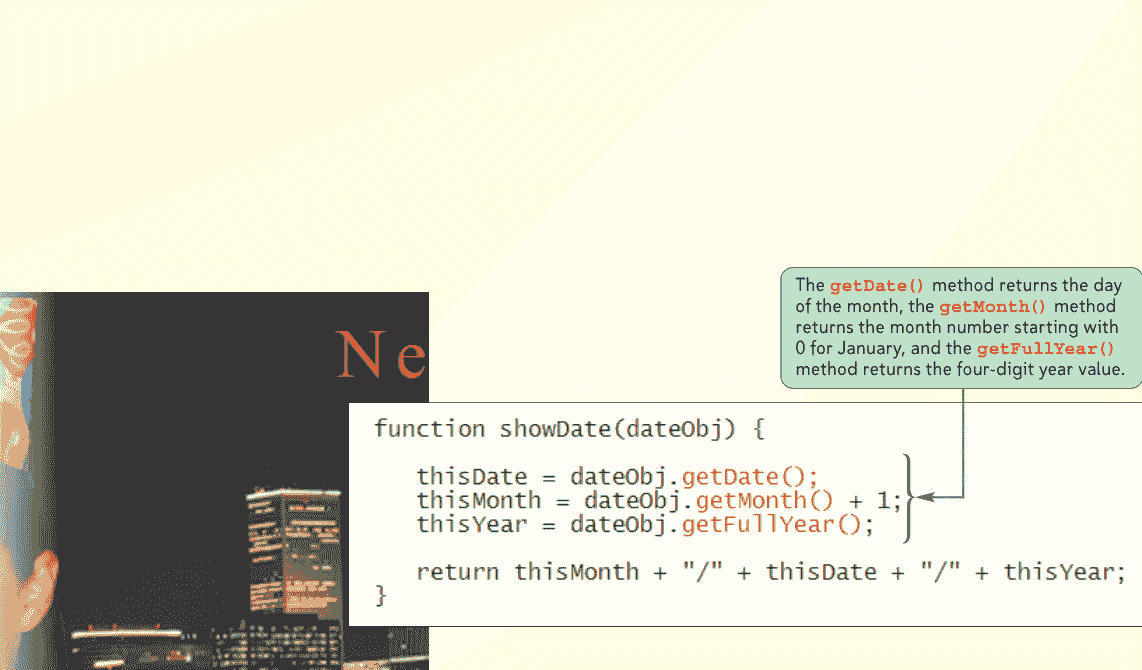 The getDate() method returns the day
of the month, the getMonth() method
returns the month number starting with
0 for January, and the getFullYear()
method returns the four-digit year value.
Ne
function showDate(dateObj) {
thisDate = dateObj.getDate();
thisMonth = dateObj.getMonth() + 1;
thisYear = dateObj.getFullYear();
return thisMonth + "/" + thisDate + "/" + thisYear;
}